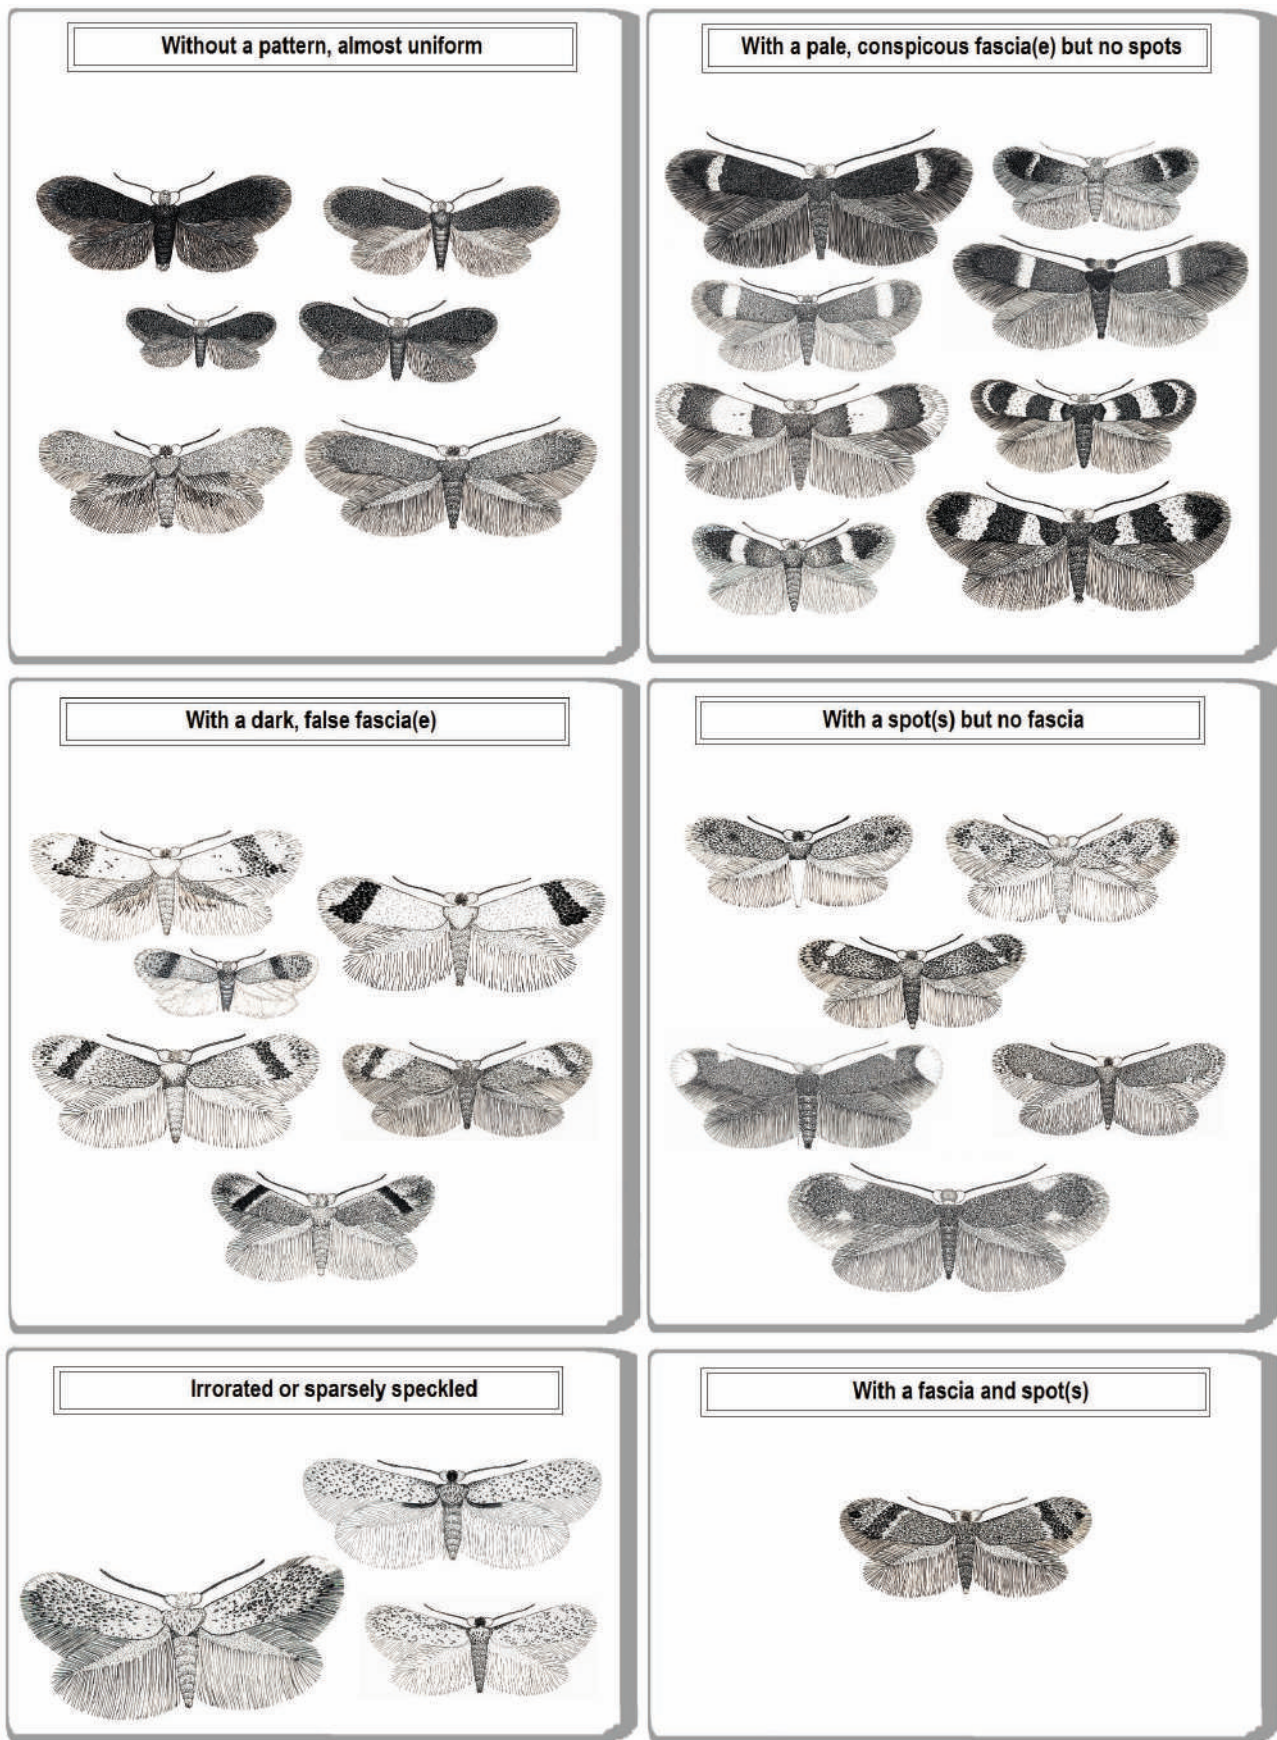 Without a pattern, almost uniform
With a pale, conspicous fascia(e) but no spots
With a dark, false fascia(e)
With a spot(s) but no fascia
Irrorated or sparsely speckled
With a fascia and spot(s)